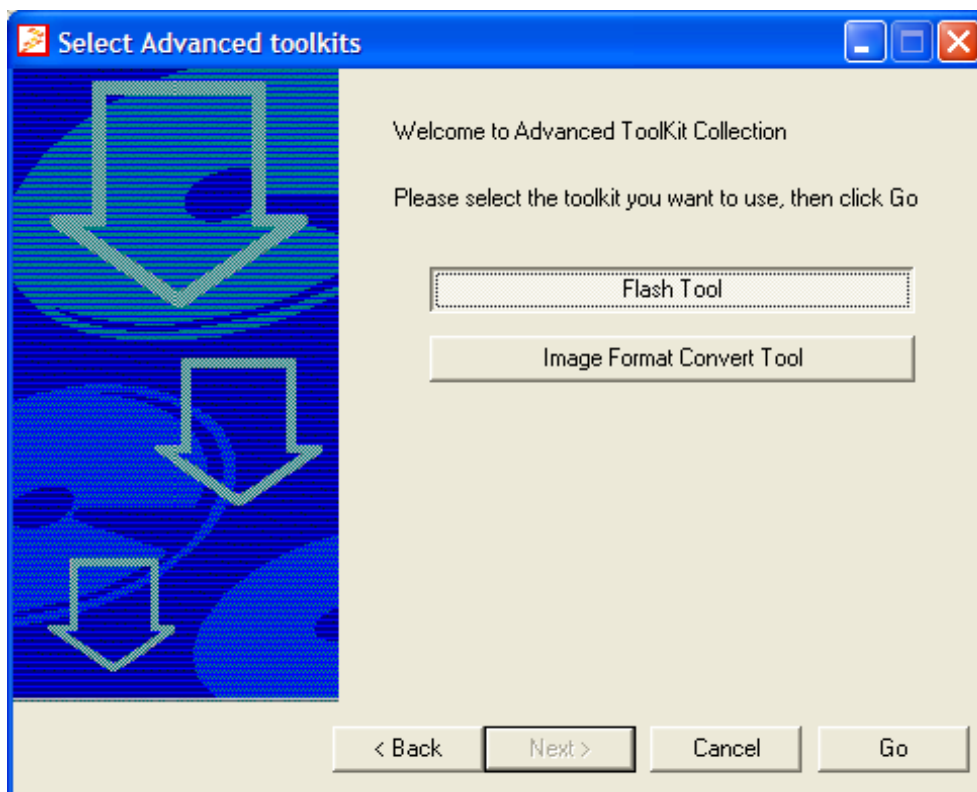 Select Advanced toolkits
Welcome to Advanced ToolKit Collection
Please select the toolkit you want to use, then click Go
Flash Tool
Image Format Convert Tool
< Back
Next >
Cancel
Go